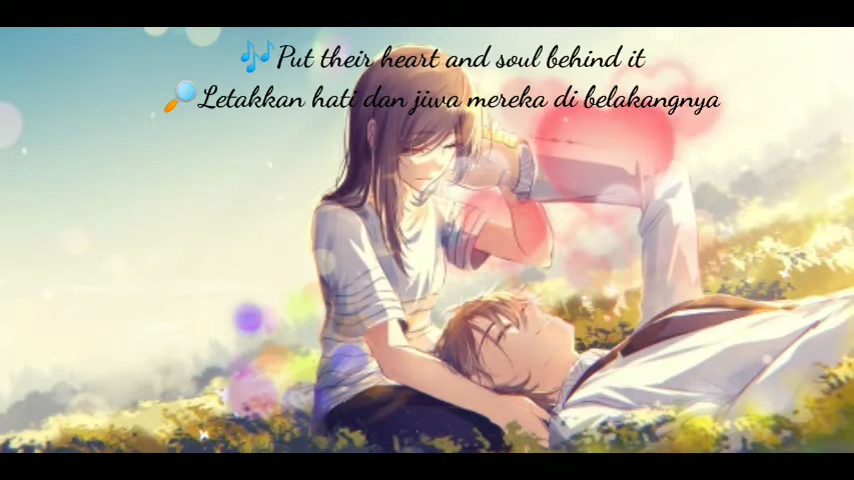 🎶Put their heart and soul behind it
🔎Letakkan hati dan jiwa mereka di belakangnya